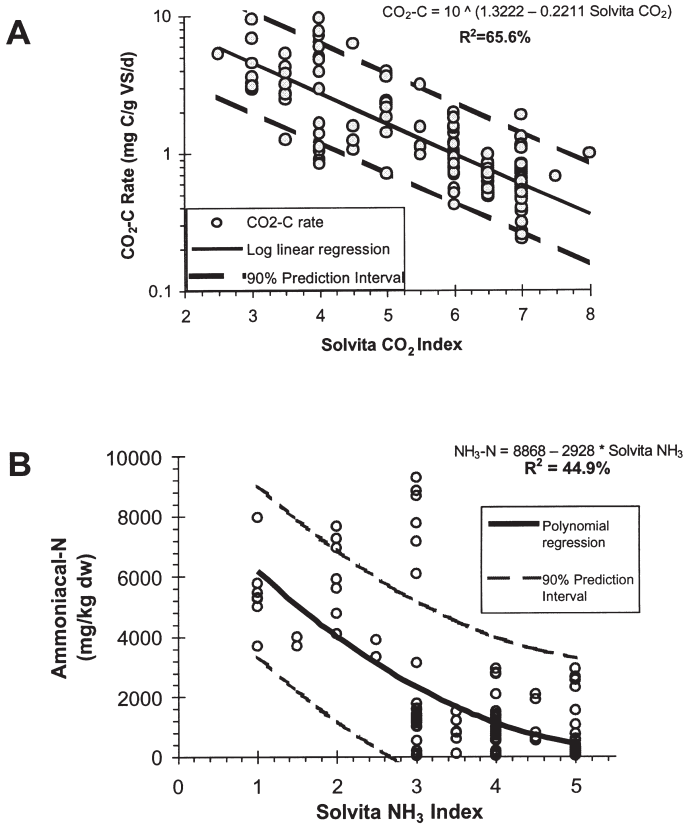 A
CO₂-C = 10 ^ (1.3222 – 0.2211 Solvita CO₂)
R²=65.6%
10
1
0.1
CO₂-C Rate (mg C/g VS/d)
CO2-C rate
Log linear regression
90% Prediction Interval
2 3 4 5 6 7 8
Solvita CO₂ Index
B
NH₃-N = 8868 – 2928 * Solvita NH₃
R² = 44.9%
10000
8000
6000
4000
2000
0
Ammoniacal-N
(mg/kg dw)
Polynomial
regression
90% Prediction
Interval
0 1 2 3 4 5
Solvita NH₃ Index